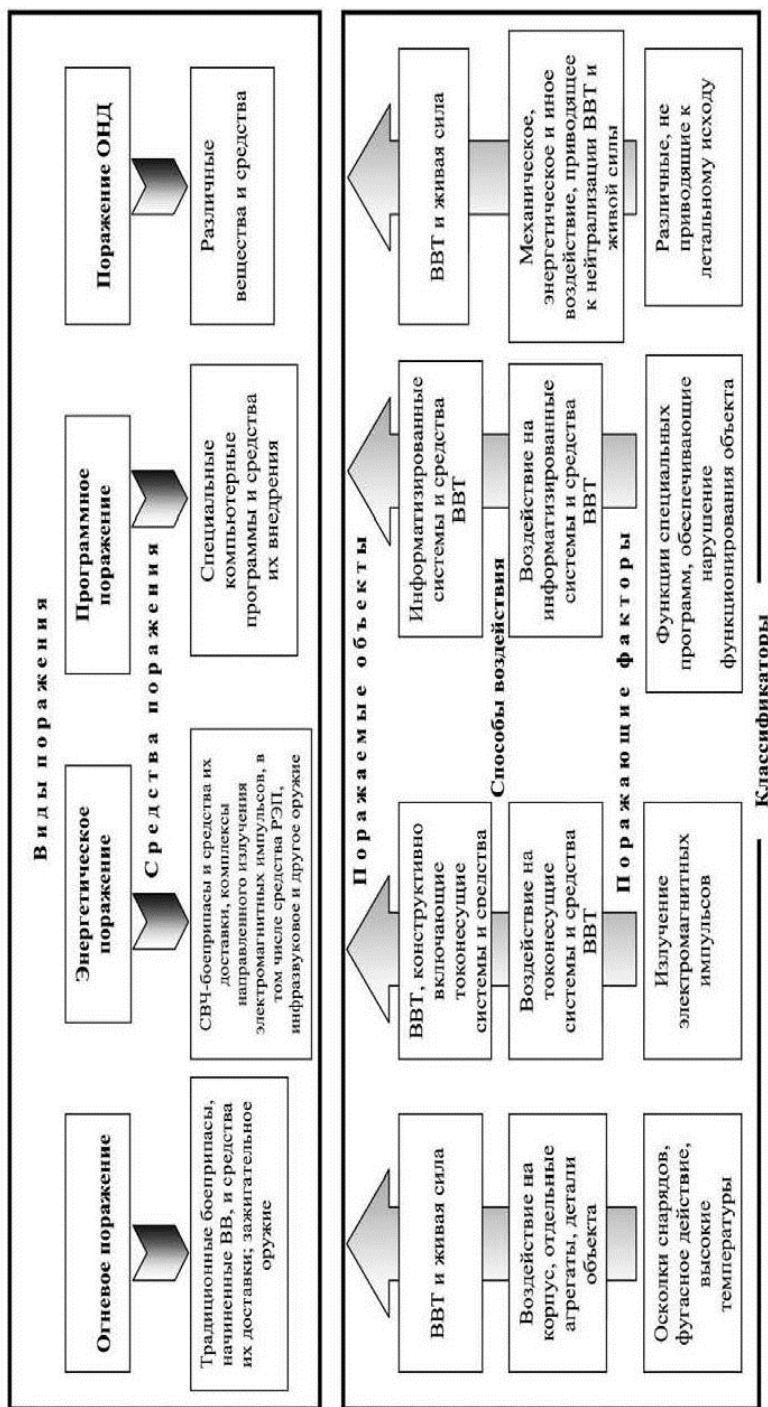 Виды поражения
Огневое поражение
Энергетическое
поражение
Программное
поражение
Поражение ОНД
Средства поражения
Традиционные боеприпасы,
начиненные ВВ, и средства
их доставки; зажигательное
оружие
СВЧ-боеприпасы и средства их
доставки, комплексы
направленного излучения
электромагнитных импульсов, в
том числе средства РЭП,
инфразвуковое и другое оружие
Специальные
компьютерные
программы и средства
их внедрения
Различные
вещества и средства
Поражаемые объекты
ВВТ и живая сила
ВВТ, конструктивно
включающие
токонесущие
системы и средства
Информатизированные
системы и средства
ВВТ
ВВТ и живая сила
Способы воздействия
Воздействие на
корпус, отдельные
агрегаты, детали
объекта
Воздействие на
токонесущие
системы и средства
ВВТ
Воздействие на
информатизированные
системы и средства
ВВТ
Механическое,
энергетическое и иное
воздействие, приводящее
к нейтрализации ВВТ и
живой силы
Поражающие факторы
Осколки снарядов,
фугасное действие,
высокие
температуры
Излучение
электромагнитных
импульсов
Функции специальных
программ, обеспечивающие
нарушение
функционирования объекта
Различные, не
приводящие к
летальному исходу
Классификаторы